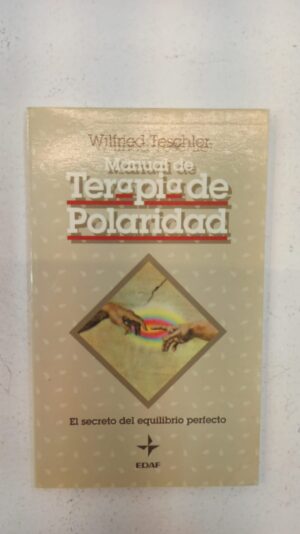 Wilfried Teschler
Manual de
Terapia de
Polaridad
El secreto del equilibrio perfecto
EDAF